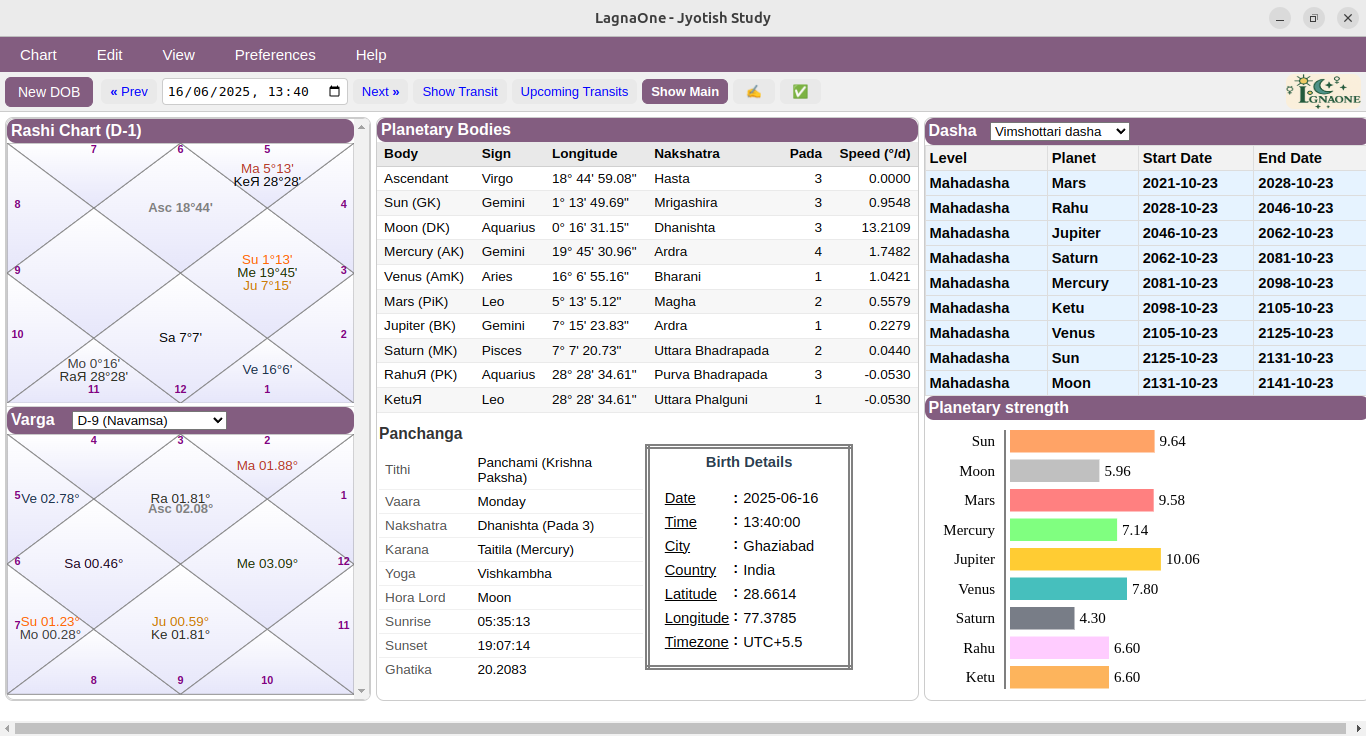 LagnaOne - Jyotish Study
Chart Edit View Preferences Help
New DOB « Prev 16/06/2025, 13:40 Next » Show Transit Upcoming Transits Show Main LGNAONE
Rashi Chart (D-1)
7 6 5
Ma 5°13'
KeЯ 28°28'
8 Asc 18°44' 4
Su 1°13'
9 Me 19°45' 3
Ju 7°15'
10 Sa 7°7' 2
Mo 0°16' Ve 16°6'
RaЯ 28°28'
11 12 1
Varga D-9 (Navamsa)
4 3 2
Ma 01.88°
5 Ve 02.78° Ra 01.81° 1
Asc 02.08°
6 Sa 00.46° Me 03.09° 12
7 Su 01.23° Ju 00.59° 11
Mo 00.28° Ke 01.81°
8 9 10
Planetary Bodies
Body Sign Longitude Nakshatra Pada Speed (°/d)
Ascendant Virgo 18° 44' 59.08" Hasta 3 0.0000
Sun (GK) Gemini 1° 13' 49.69" Mrigashira 3 0.9548
Moon (DK) Aquarius 0° 16' 31.15" Dhanishta 3 13.2109
Mercury (AK) Gemini 19° 45' 30.96" Ardra 4 1.7482
Venus (AmK) Aries 16° 6' 55.16" Bharani 1 1.0421
Mars (PiK) Leo 5° 13' 5.12" Magha 2 0.5579
Jupiter (BK) Gemini 7° 15' 23.83" Ardra 1 0.2279
Saturn (MK) Pisces 7° 7' 20.73" Uttara Bhadrapada 2 0.0440
RahuЯ (PK) Aquarius 28° 28' 34.61" Purva Bhadrapada 3 -0.0530
KetuЯ Leo 28° 28' 34.61" Uttara Phalguni 1 -0.0530
Panchanga
Tithi Panchami (Krishna
Paksha)
Vaara Monday
Nakshatra Dhanishta (Pada 3)
Karana Taitila (Mercury)
Yoga Vishkambha
Hora Lord Moon
Sunrise 05:35:13
Sunset 19:07:14
Ghatika 20.2083
Birth Details
Date : 2025-06-16
Time : 13:40:00
City : Ghaziabad
Country : India
Latitude : 28.6614
Longitude : 77.3785
Timezone : UTC+5.5
Dasha Vimshottari dasha
Level Planet Start Date End Date
Mahadasha Mars 2021-10-23 2028-10-23
Mahadasha Rahu 2028-10-23 2046-10-23
Mahadasha Jupiter 2046-10-23 2062-10-23
Mahadasha Saturn 2062-10-23 2081-10-23
Mahadasha Mercury 2081-10-23 2098-10-23
Mahadasha Ketu 2098-10-23 2105-10-23
Mahadasha Venus 2105-10-23 2125-10-23
Mahadasha Sun 2125-10-23 2131-10-23
Mahadasha Moon 2131-10-23 2141-10-23
Planetary strength
Sun 9.64
Moon 5.96
Mars 9.58
Mercury 7.14
Jupiter 10.06
Venus 7.80
Saturn 4.30
Rahu 6.60
Ketu 6.60